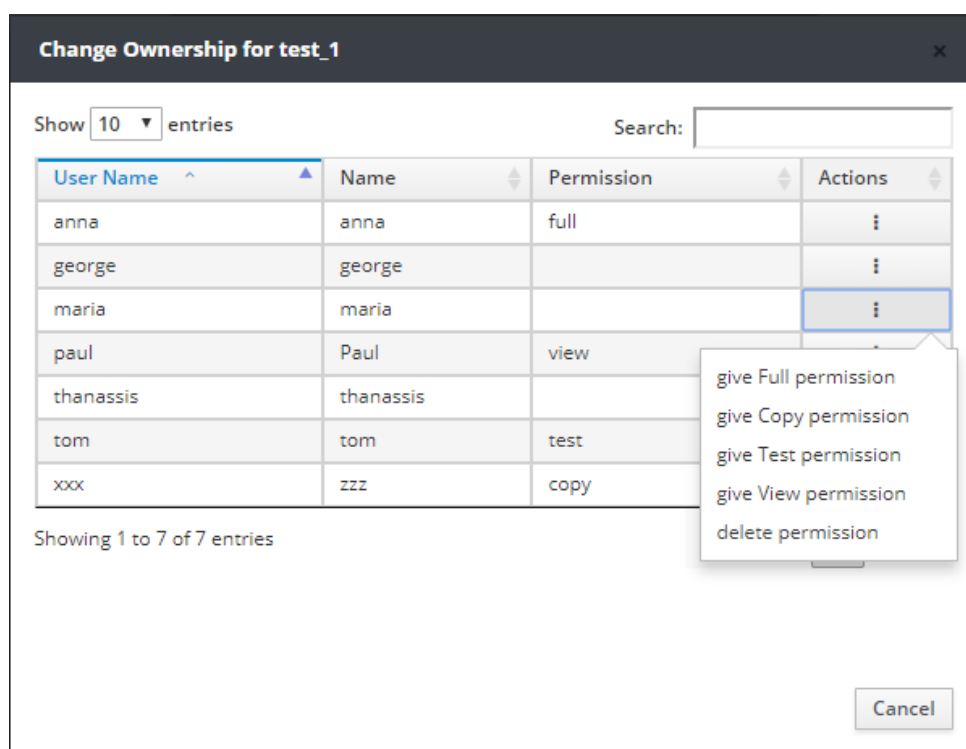 Change Ownership for test_1 ×
Show 10 entries Search:
User Name Name Permission Actions
anna anna full
george george
maria maria
paul Paul view
thanassis thanassis
tom tom test
xxx zzz copy
give Full permission
give Copy permission
give Test permission
give View permission
delete permission
Showing 1 to 7 of 7 entries
Cancel